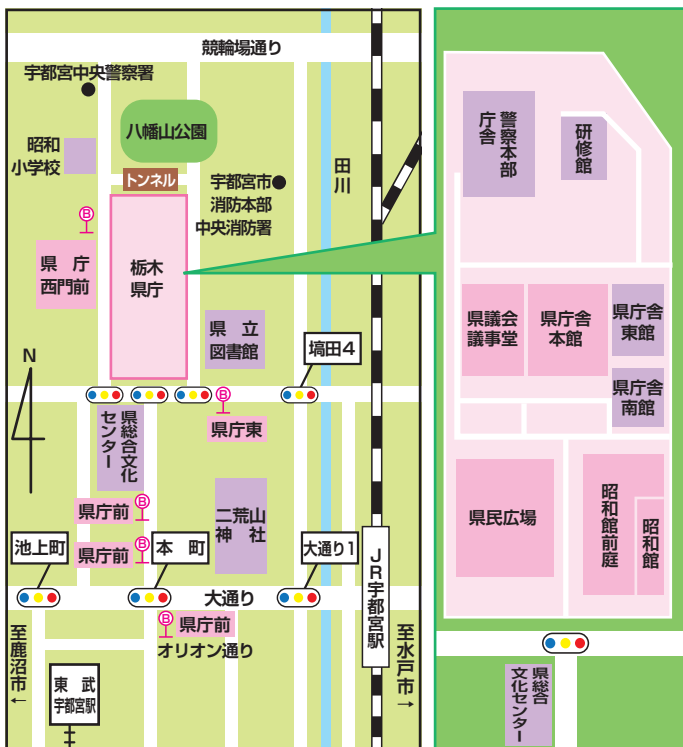 競輪場通り
宇都宮中央警察署
八幡山公園
昭和
小学校
トンネル
宇都宮市
消防本部
中央消防署
田川
B
県庁
西門前
栃木
県庁
県立
図書館
塙田4
N
B
県庁東
県総合文化
センター
県庁前
B
県庁前
B
二荒山
神社
池上町
本町
大通り1
大通り
JR宇都宮駅
B
県庁前
オリオン通り
至鹿沼市
←
至水戸市
→
東武
宇都宮駅
警察本部
庁舎
研修館
県議会
議事堂
県庁舎
本館
県庁舎
東館
県庁舎
南館
県民広場
昭和館前庭
昭和館
県総合
文化センター